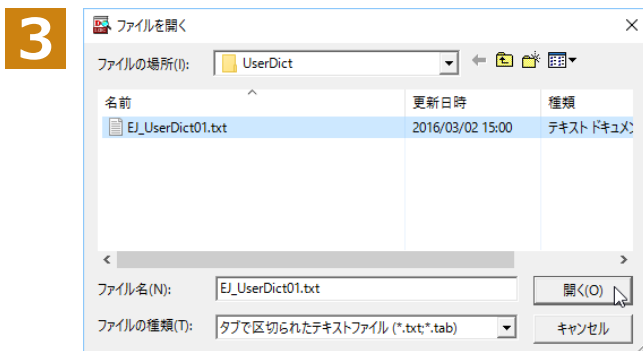 3
ファイルを開く
ファイルの場所(I): UserDict
名前 更新日時 種類
EJ_UserDict01.txt 2016/03/02 15:00 テキスト ドキュメン
ファイル名(N): EJ_UserDict01.txt 開く(O)
ファイルの種類(T): タブで区切られたテキストファイル (*.txt;*.tab) キャンセル